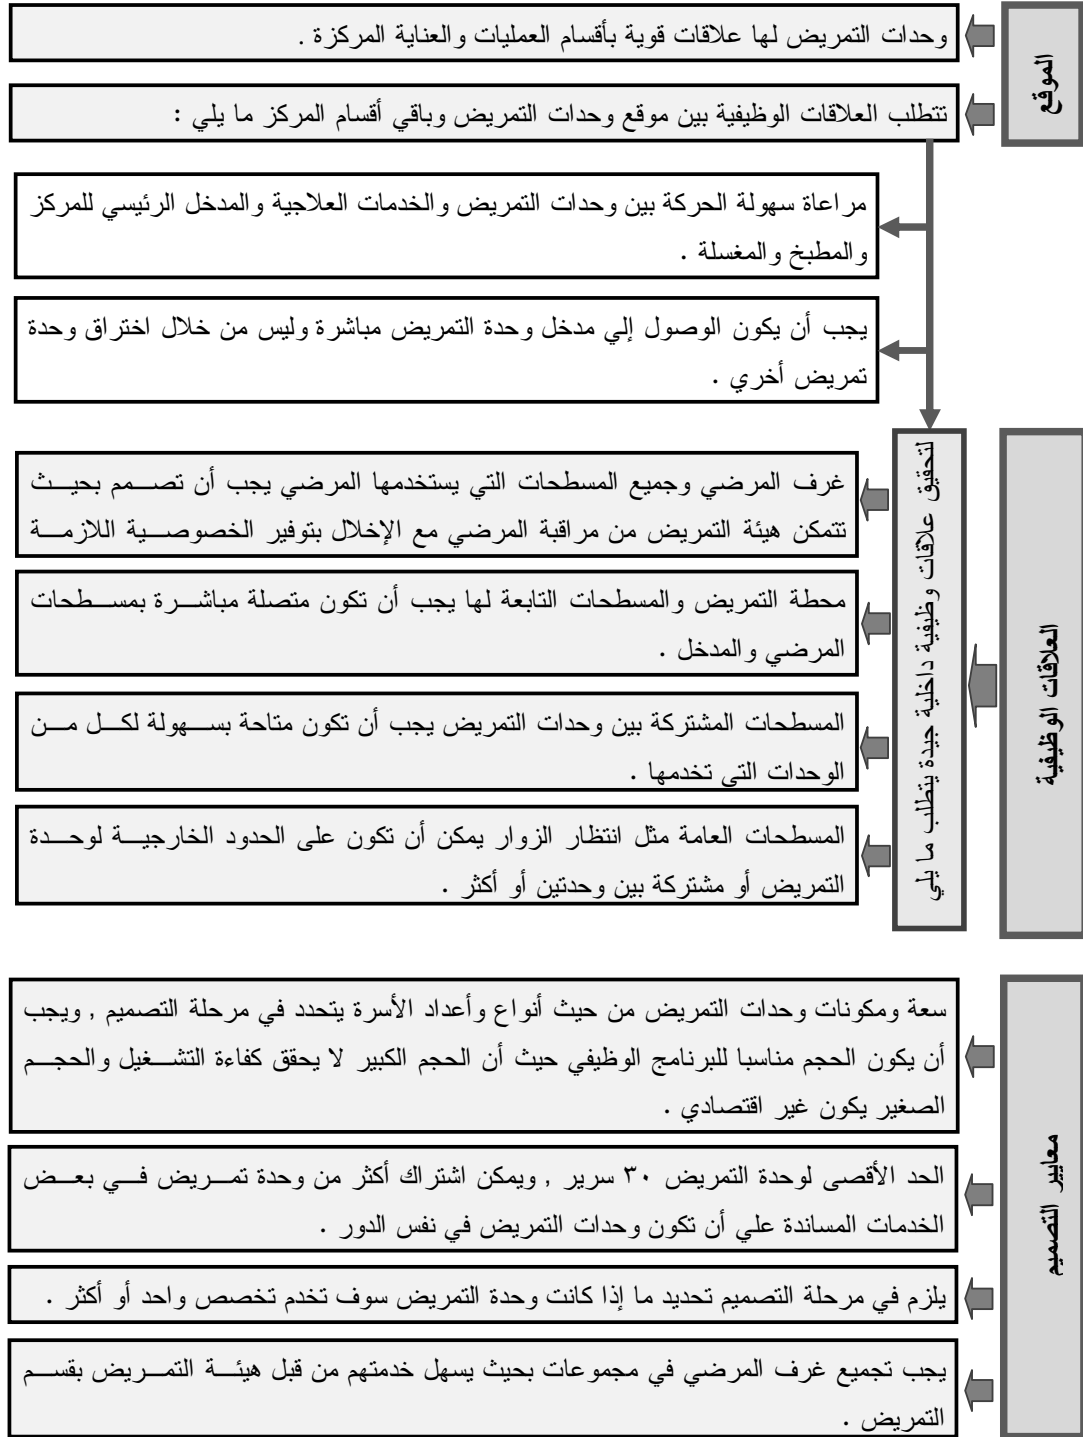 الموقع
وحدات التمريض لها علاقات قوية بأقسام العمليات والعناية المركزة .
تتطلب العلاقات الوظيفية بين موقع وحدات التمريض وباقي أقسام المركز ما يلي :
مراعاة سهولة الحركة بين وحدات التمريض والخدمات العلاجية والمدخل الرئيسي للمركز
والمطبخ والمغسلة .
يجب أن يكون الوصول إلي مدخل وحدة التمريض مباشرة وليس من خلال اختراق وحدة
تمريض أخري .
العلاقات الوظيفية
لتحقيق علاقات وظيفية داخلية جيدة يتطلب ما يلي
غرف المرضي وجميع المسطحات التي يستخدمها المرضي يجب أن تصمم بحيث
تتمكن هيئة التمريض من مراقبة المرضي مع الإخلال بتوفير الخصوصية اللازمة
محطة التمريض والمسطحات التابعة لها يجب أن تكون متصلة مباشرة بمسطحات
المرضي والمدخل .
المسطحات المشتركة بين وحدات التمريض يجب أن تكون متاحة بسهولة لكل من
الوحدات التي تخدمها .
المسطحات العامة مثل انتظار الزوار يمكن أن تكون على الحدود الخارجية لوحدة
التمريض أو مشتركة بين وحدتين أو أكثر .
معايير التصميم
سعة ومكونات وحدات التمريض من حيث أنواع وأعداد الأسرة يتحدد في مرحلة التصميم , ويجب
أن يكون الحجم مناسبا للبرنامج الوظيفي حيث أن الحجم الكبير لا يحقق كفاءة التشغيل والحجم
الصغير يكون غير اقتصادي .
الحد الأقصى لوحدة التمريض ٣٠ سرير , ويمكن اشتراك أكثر من وحدة تمريض في بعض
الخدمات المساندة علي أن تكون وحدات التمريض في نفس الدور .
يلزم في مرحلة التصميم تحديد ما إذا كانت وحدة التمريض سوف تخدم تخصص واحد أو أكثر .
يجب تجميع غرف المرضي في مجموعات بحيث يسهل خدمتهم من قبل هيئة التمريض بقسم
التمريض .